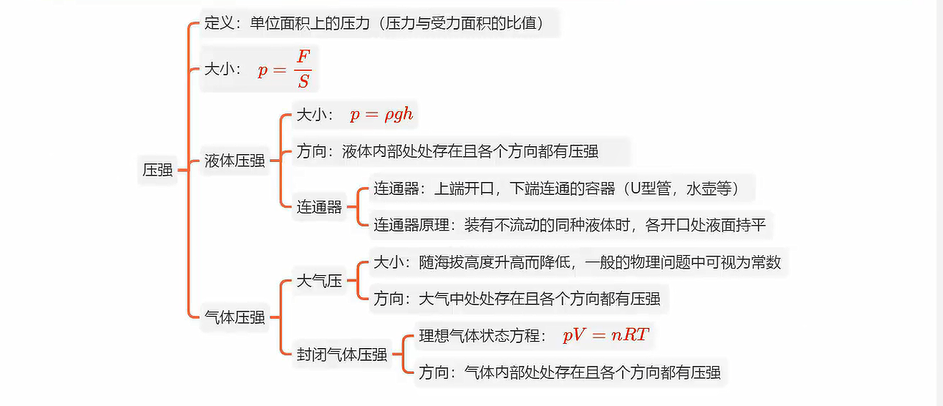 定义：单位面积上的压力（压力与受力面积的比值）
大小： p = F/S
大小： p = ρgh
方向：液体内部处处存在且各个方向都有压强
压强
液体压强
连通器：上端开口，下端连通的容器（U型管，水壶等）
连通器
连通器原理：装有不流动的同种液体时，各开口处液面持平
大小：随海拔高度升高而降低，一般的物理问题中可视为常数
大气压
方向：大气中处处存在且各个方向都有压强
气体压强
理想气体状态方程： pV = nRT
封闭气体压强
方向：气体内部处处存在且各个方向都有压强